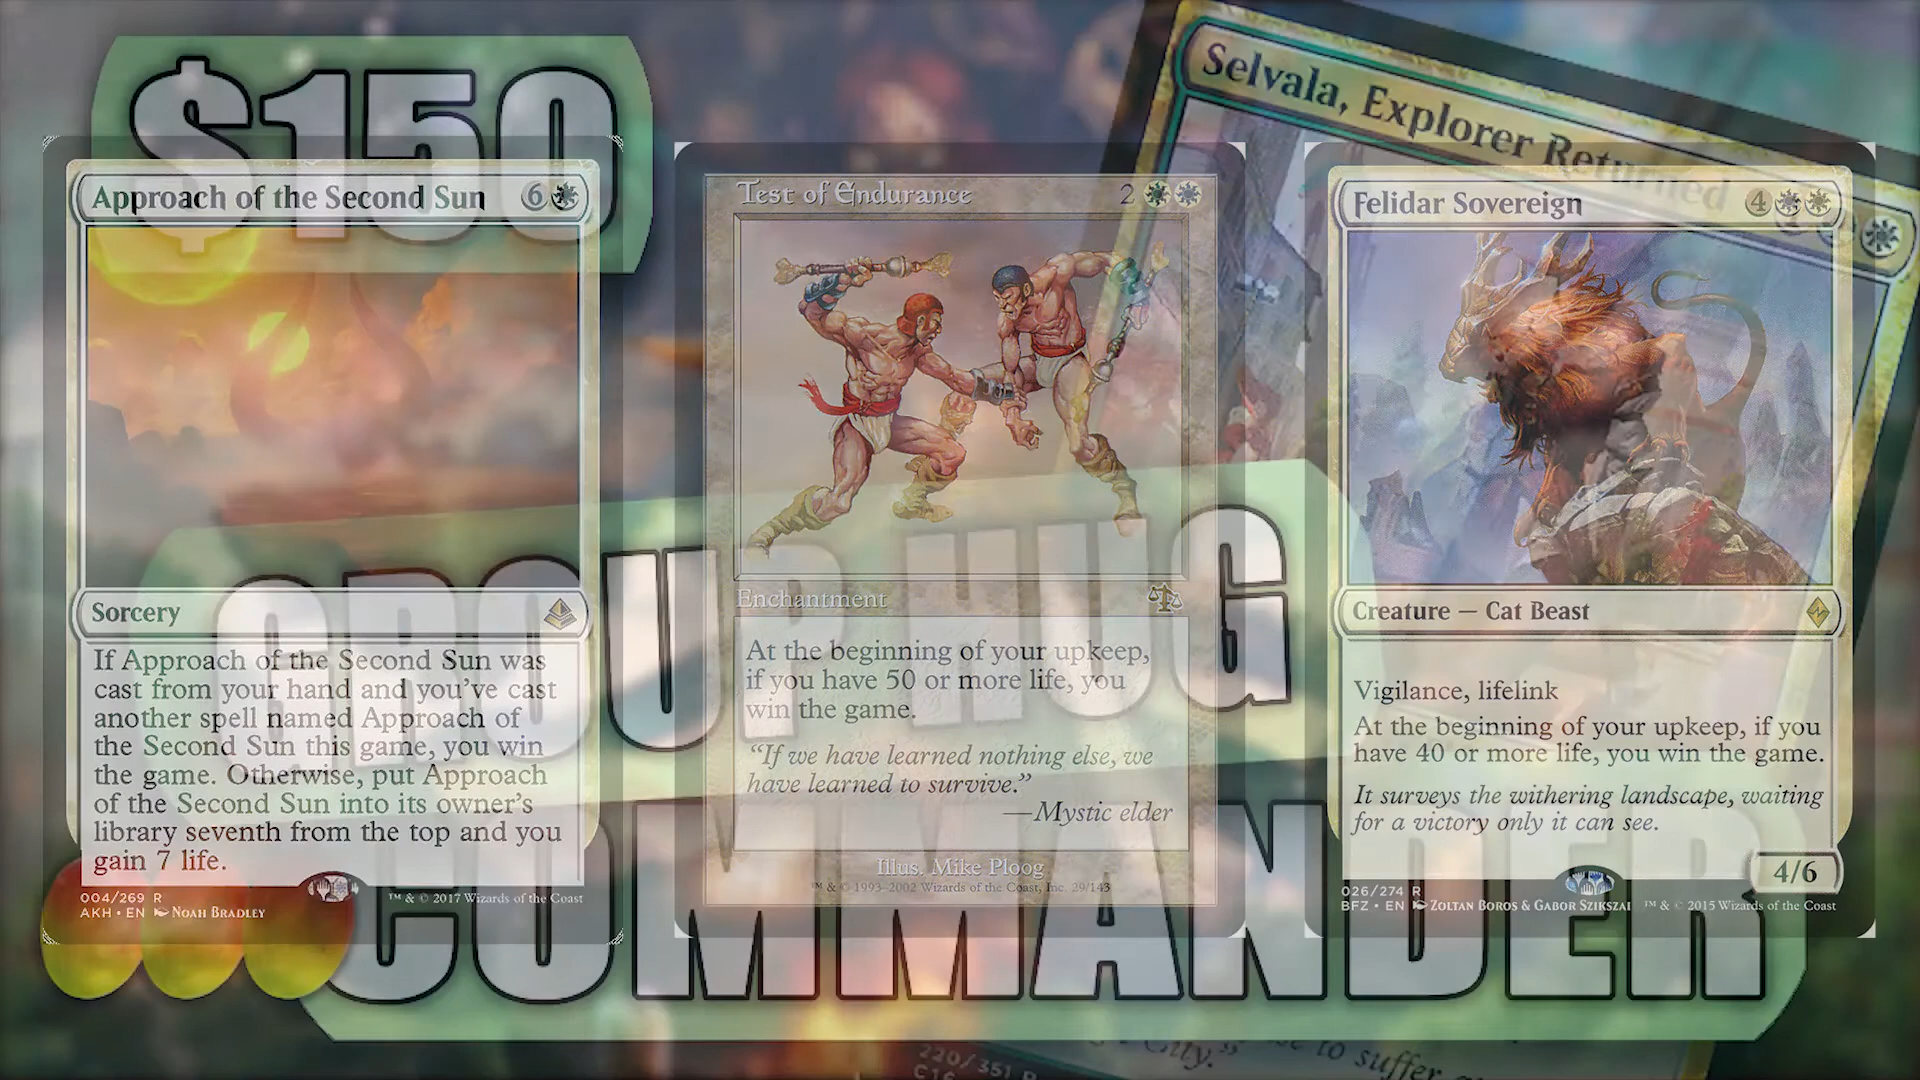 $150
GROUP HUG
COMMANDER
Selvala, Explorer Returned
Approach of the Second Sun 6
Sorcery
If Approach of the Second Sun was
cast from your hand and you've cast
another spell named Approach of
the Second Sun this game, you win
the game. Otherwise, put Approach
of the Second Sun into its owner's
library seventh from the top and you
gain 7 life.
004/269 R
AKH • EN NOAH BRADLEY
™ & © 2017 Wizards of the Coast
Test of Endurance 2
Enchantment
At the beginning of your upkeep,
if you have 50 or more life, you
win the game.
“If we have learned nothing else, we
have learned to survive.”
—Mystic elder
Illus. Mike Ploog
™ & © 1993–2002 Wizards of the Coast, Inc. 29/143
Felidar Sovereign 4
Creature — Cat Beast
Vigilance, lifelink
At the beginning of your upkeep, if you
have 40 or more life, you win the game.
It surveys the withering landscape, waiting
for a victory only it can see.
4/6
026/274 R
BFZ • EN ZOLTAN BOROS & GABOR SZIKSZAI
™ & © 2015 Wizards of the Coast
City.”
to suffer
220/351 R